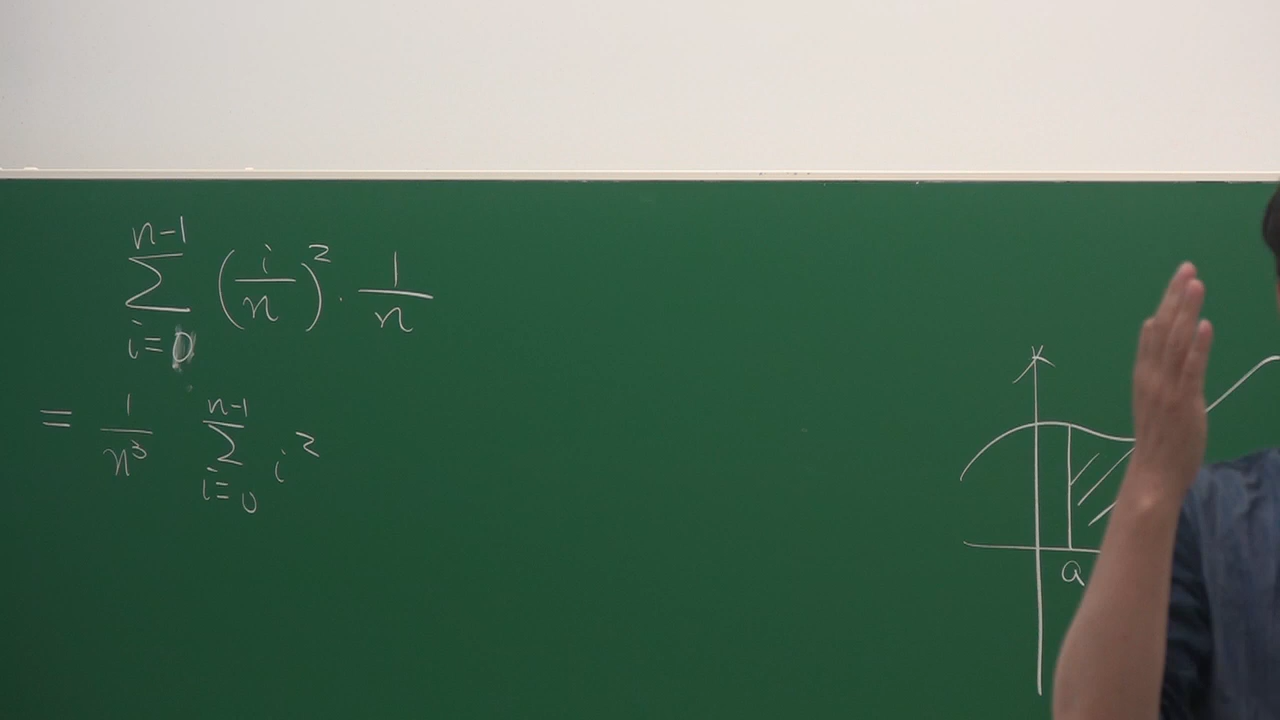 n-1
∑ (i/n)² · 1/n
i=0
= 1/n³ ∑ i²
n-1
i=0
a